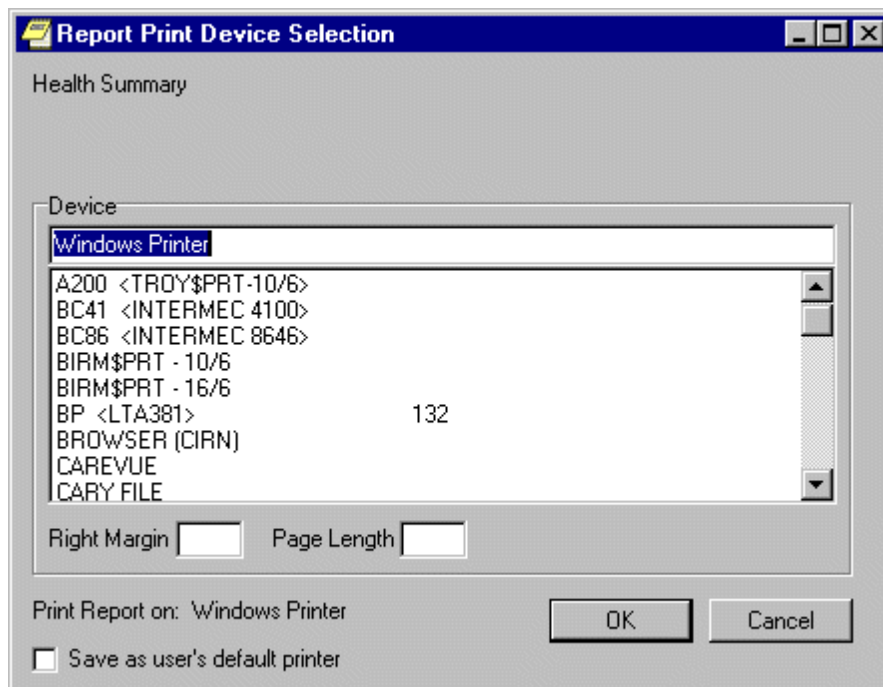 Report Print Device Selection
Health Summary
Device
Windows Printer
A200 <TROY$PRT-10/6>
BC41 <INTERMEC 4100>
BC86 <INTERMEC 8646>
BIRM$PRT - 10/6
BIRM$PRT - 16/6
BP <LTA381> 132
BROWSER (CIRN)
CAREVUE
CARY FILE
Right Margin Page Length
Print Report on: Windows Printer
OK Cancel
Save as user's default printer